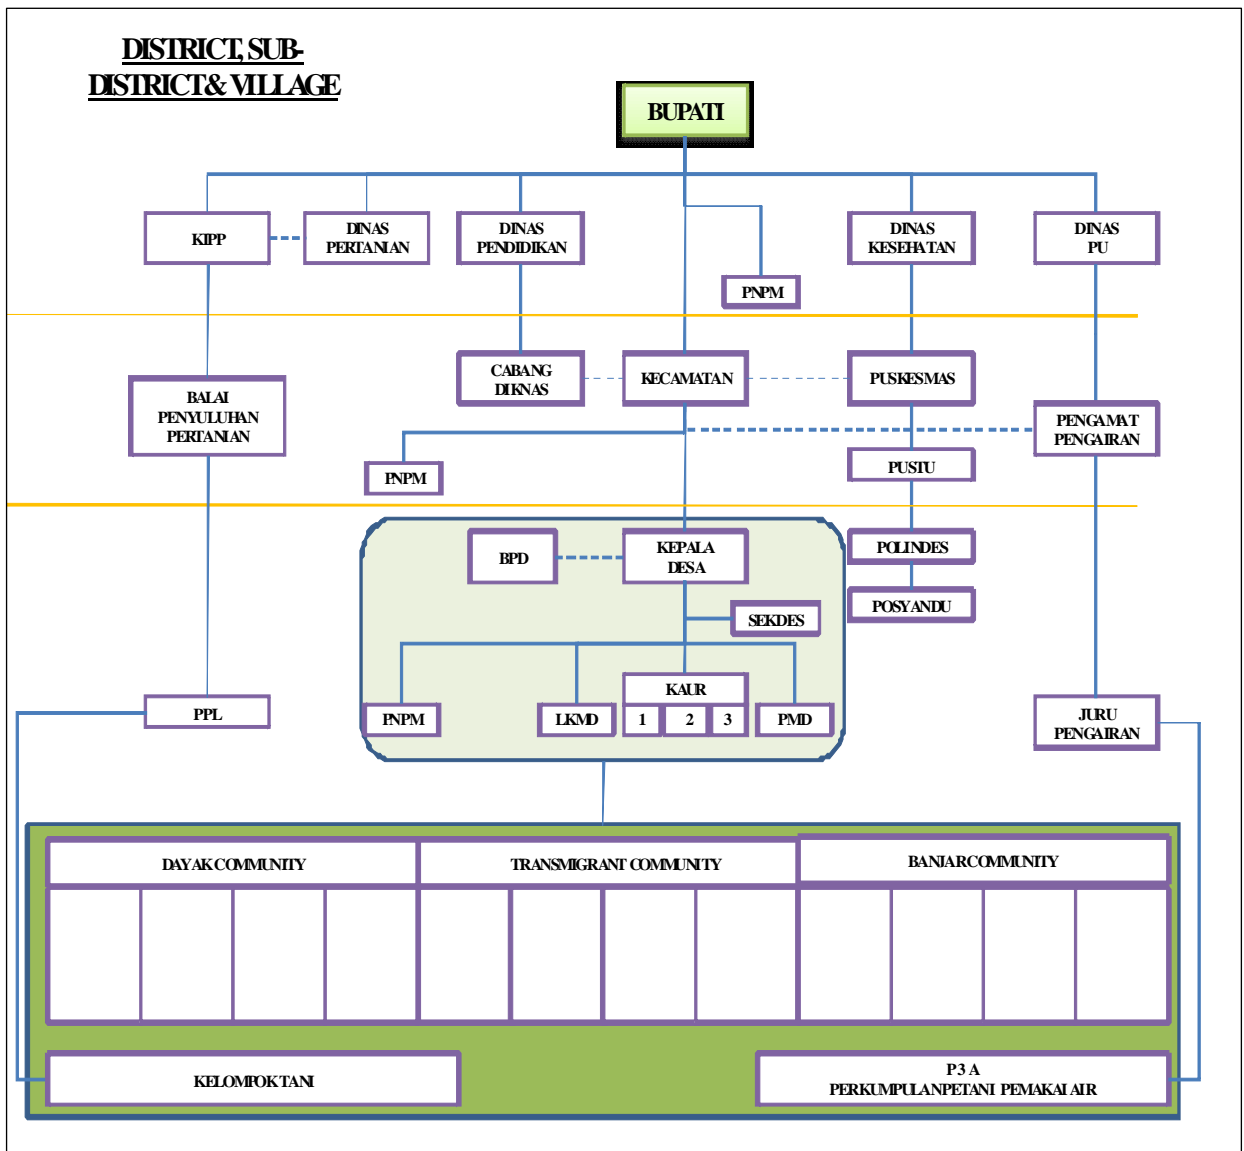 DISTRICT, SUB-
DISTRICT & VILLAGE
BUPATI
KIPP
DINAS
PERTANIAN
DINAS
PENDIDIKAN
DINAS
KESEHATAN
DINAS
PU
PNPM
CABANG
DIKNAS
KECAMATAN
PUSKESMAS
BALAI
PENYULUHAN
PERTANIAN
PENGAMAT
PENGAIRAN
PNPM
PUSTU
BPD
KEPALA
DESA
POLINDES
POSYANDU
SEKDES
KAUR
PPL
PNPM
LKMD
1
2
3
PMD
JURU
PENGAIRAN
DAYAK COMMUNITY
TRANSMIGRANT COMMUNITY
BANJAR COMMUNITY
KELOMFOK TANI
P 3 A
PERKUMPULAN PETANI PEMAKAI AIR